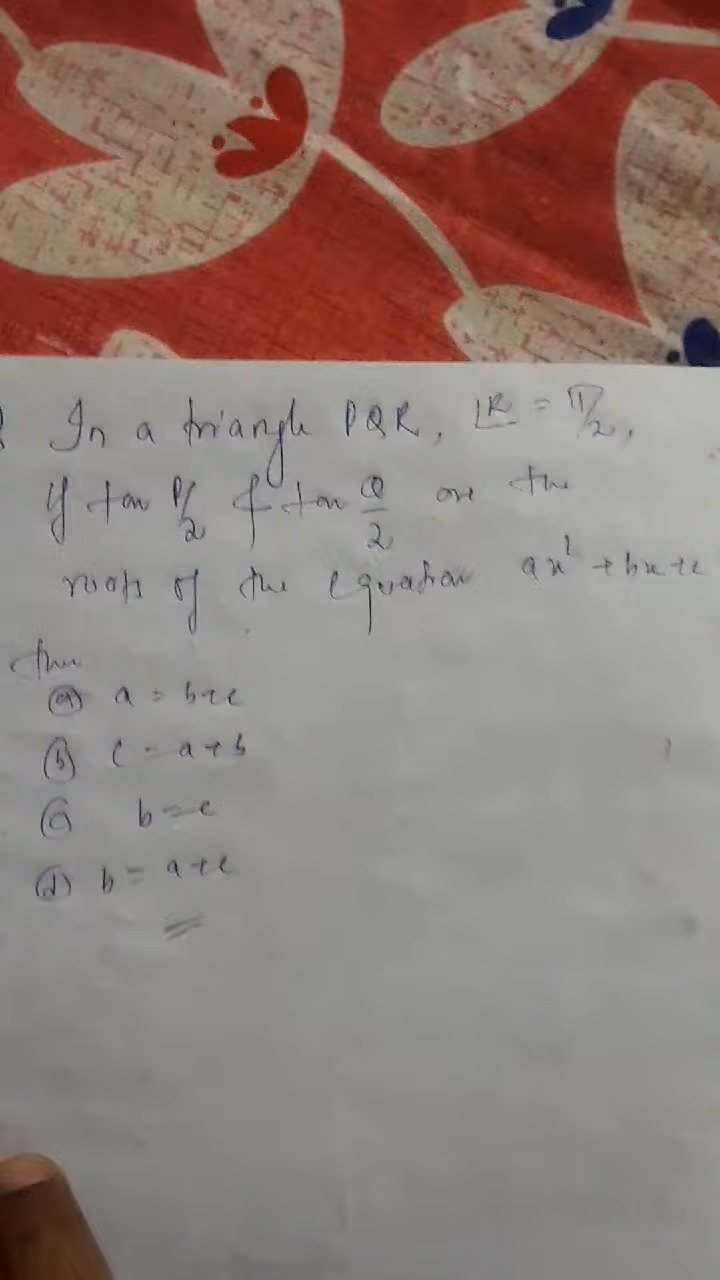 In a triangle PQR, ∠R = π/2,
If tan P/2 & tan Q/2 are the
roots of the equation ax² + bx + c
then
(a) a = b+c
(b) c = a+b
(c) b = c
(d) b = a+c